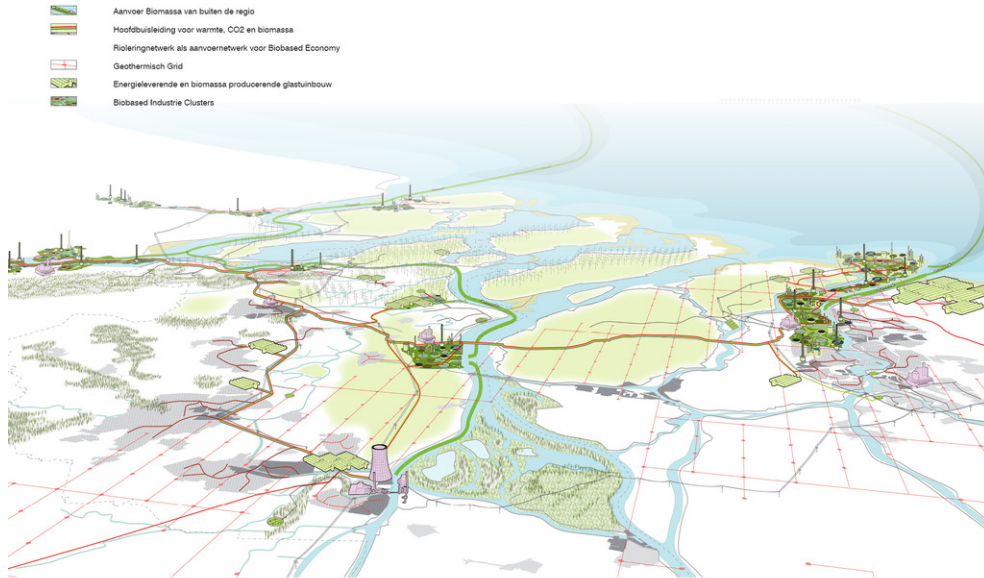 Aanvoer Biomassa van buiten de regio
Hoofdbuisleiding voor warmte, CO2 en biomassa
Rioleringnetwerk als aanvoernetwerk voor Biobased Economy
Geothermisch Grid
Energieleverende en biomassa producerende glastuinbouw
Biobased Industrie Clusters